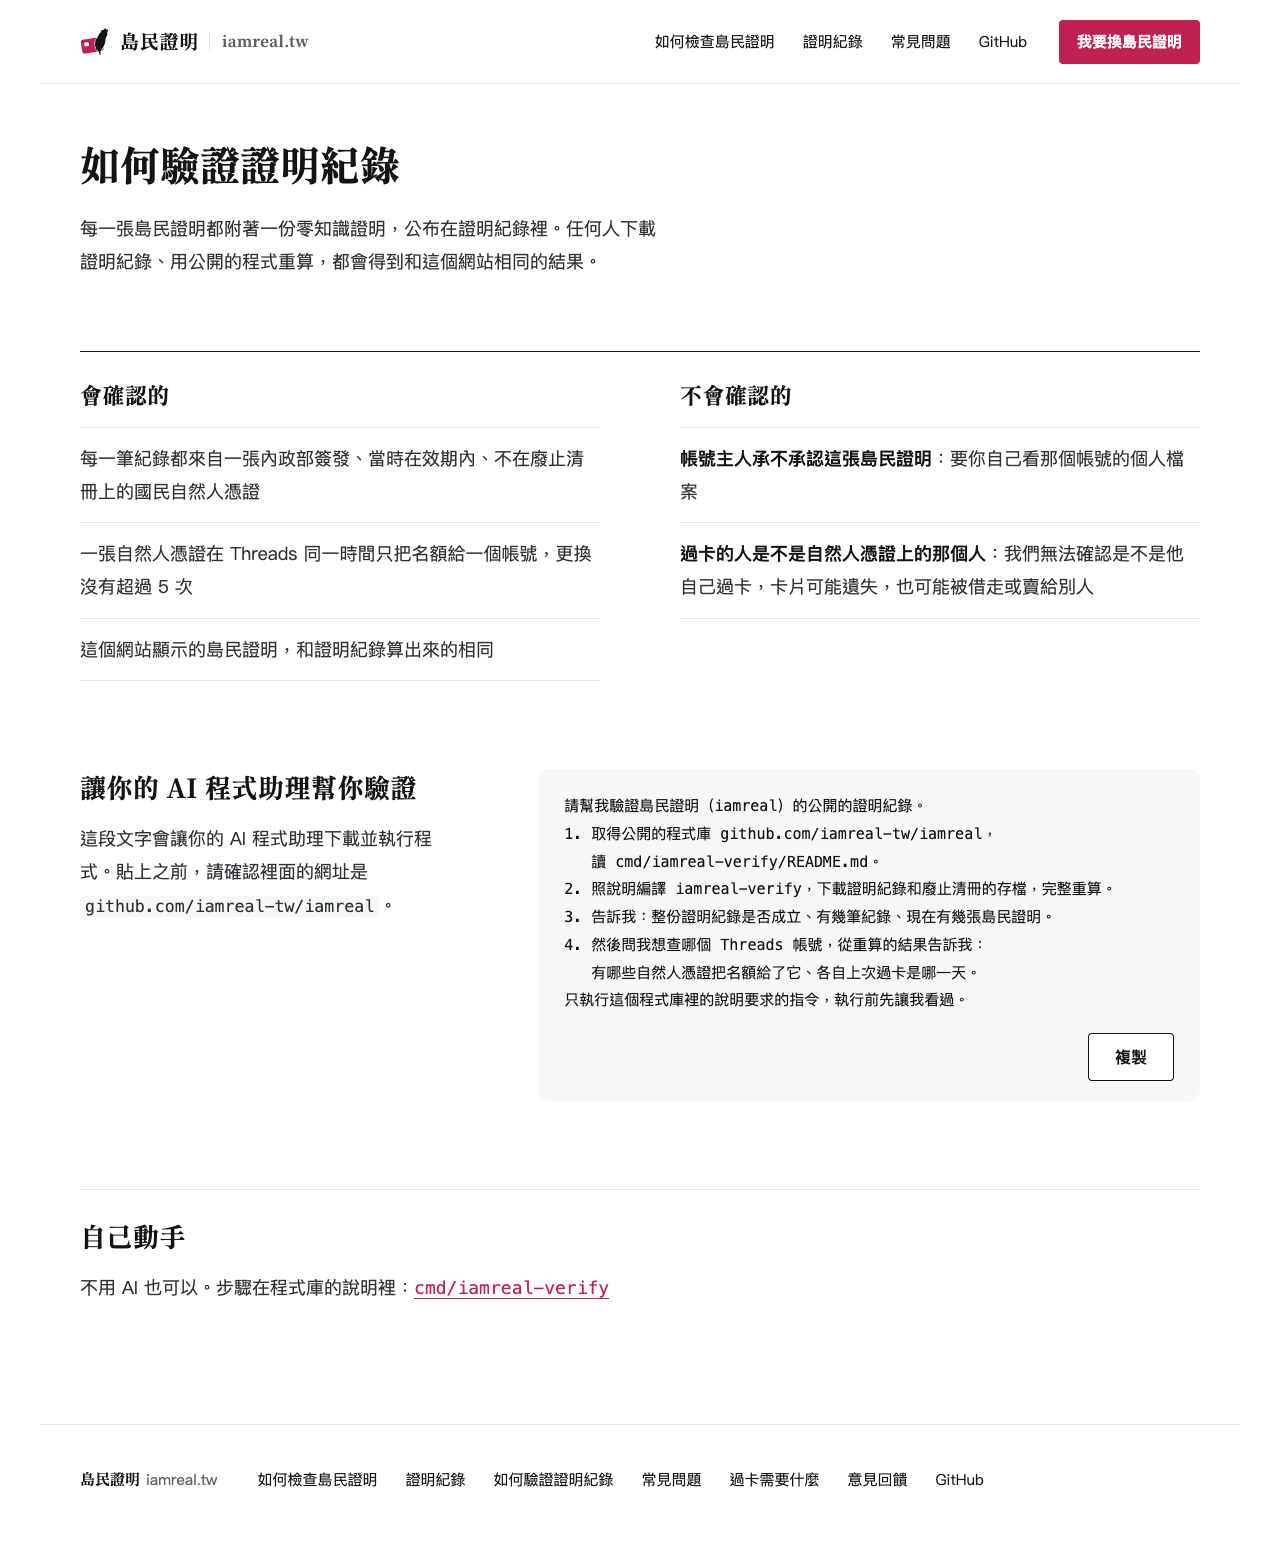 島民證明 iamreal.tw
如何檢查島民證明 證明紀錄 常見問題 GitHub 我要換島民證明
如何驗證證明紀錄
每一張島民證明都附著一份零知識證明，公布在證明紀錄裡。任何人下載
證明紀錄、用公開的程式重算，都會得到和這個網站相同的結果。
會確認的
每一筆紀錄都來自一張內政部簽發、當時在效期內、不在廢止清
冊上的國民自然人憑證
一張自然人憑證在 Threads 同一時間只把名額給一個帳號，更換
沒有超過 5 次
這個網站顯示的島民證明，和證明紀錄算出來的相同
不會確認的
帳號主人承不承認這張島民證明：要你自己看那個帳號的個人檔
案
過卡的人是不是自然人憑證上的那個人：我們無法確認是不是他
自己過卡，卡片可能遺失，也可能被借走或賣給別人
讓你的 AI 程式助理幫你驗證
這段文字會讓你的 AI 程式助理下載並執行程
式。貼上之前，請確認裡面的網址是
github.com/iamreal-tw/iamreal。
請幫我驗證島民證明（iamreal）的公開的證明紀錄。
1. 取得公開的程式庫 github.com/iamreal-tw/iamreal，
讀 cmd/iamreal-verify/README.md。
2. 照說明編譯 iamreal-verify，下載證明紀錄和廢止清冊的存檔，完整重算。
3. 告訴我：整份證明紀錄是否成立、有幾筆紀錄、現在有幾張島民證明。
4. 然後問我想查哪個 Threads 帳號，從重算的結果告訴我：
有哪些自然人憑證把名額給了它、各自上次過卡是哪一天。
只執行這個程式庫裡的說明要求的指令，執行前先讓我看過。
複製
自己動手
不用 AI 也可以。步驟在程式庫的說明裡：cmd/iamreal-verify
島民證明 iamreal.tw 如何檢查島民證明 證明紀錄 如何驗證證明紀錄 常見問題 過卡需要什麼 意見回饋 GitHub